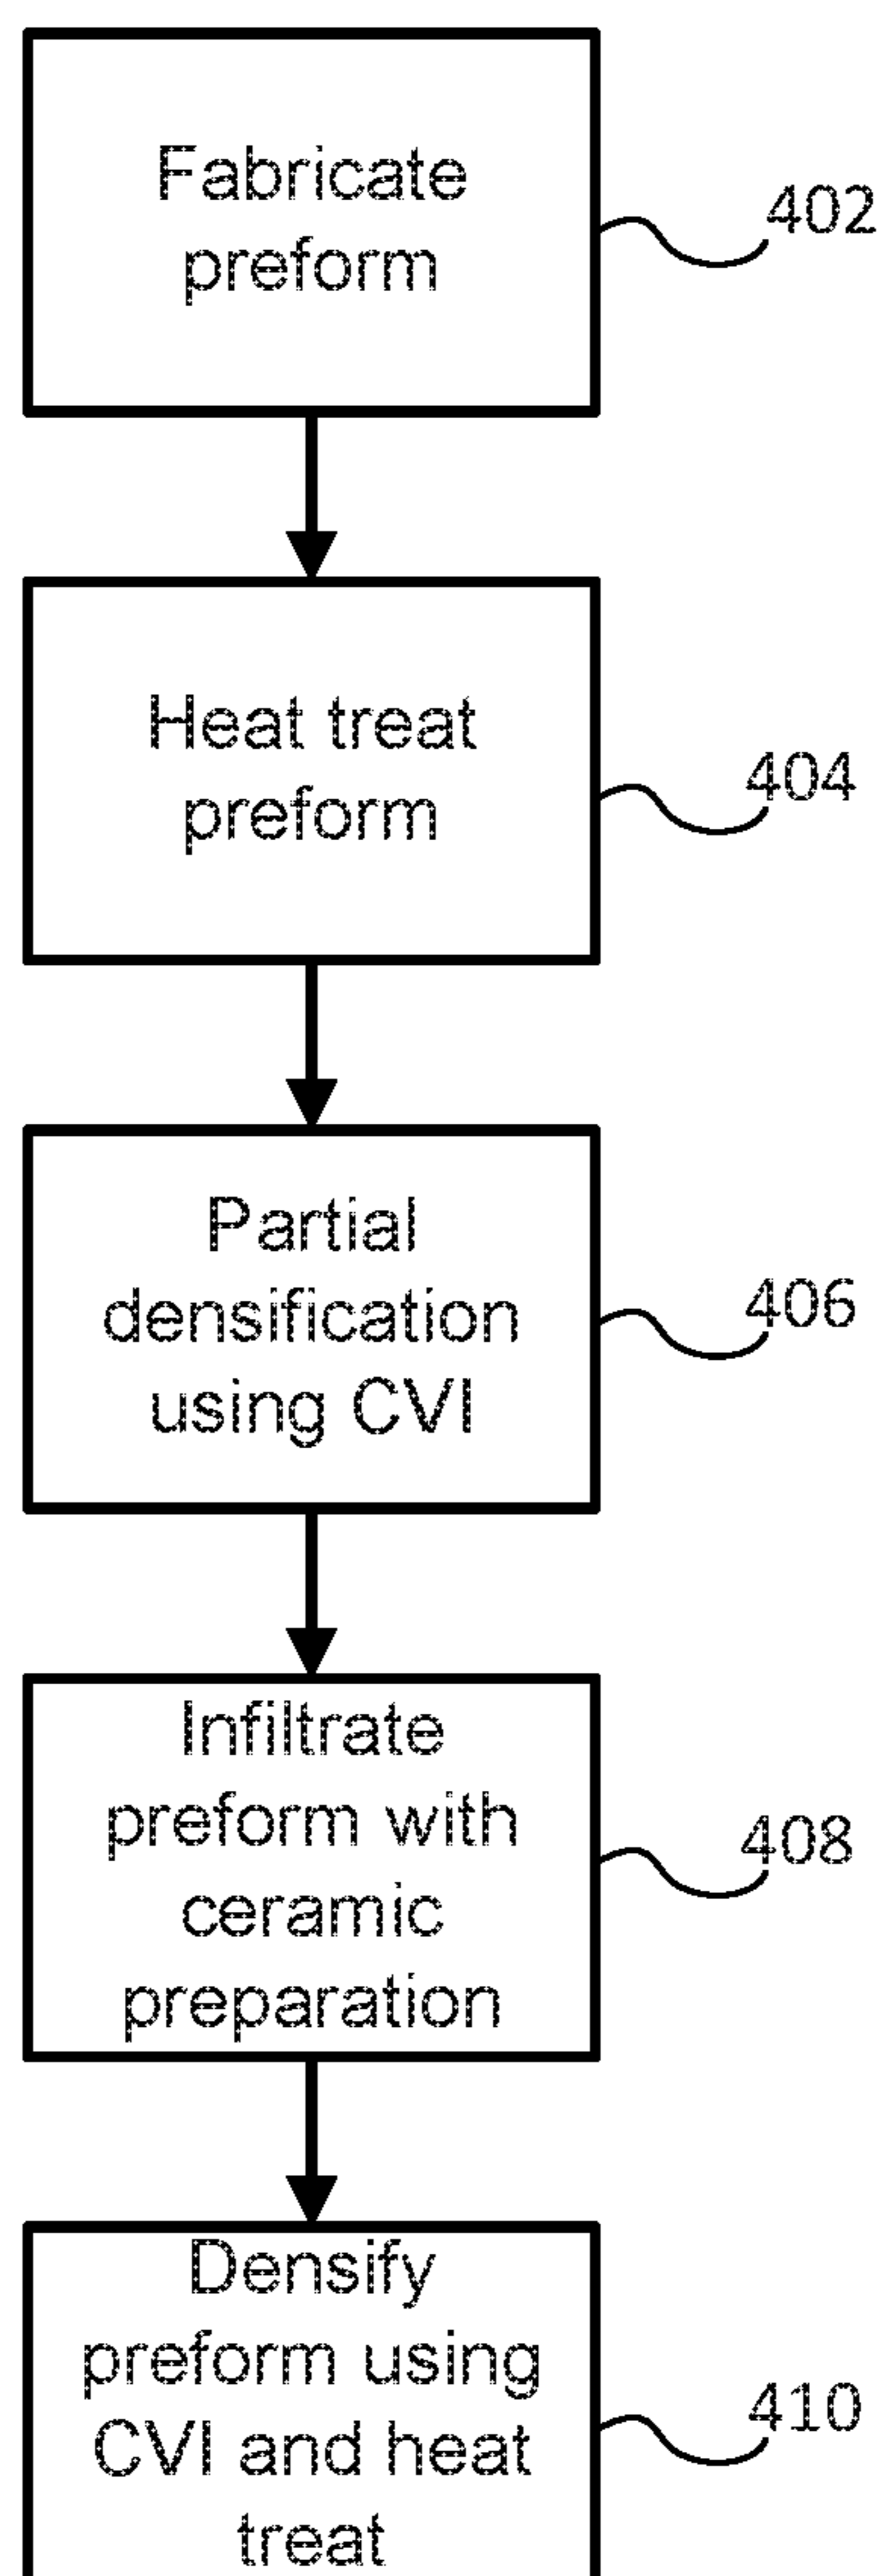 Fabricate
preform
402
Heat treat
preform
404
Partial
densification
using CVI
406
Infiltrate
preform with
ceramic
preparation
408
Densify
preform using
CVI and heat
treat
410